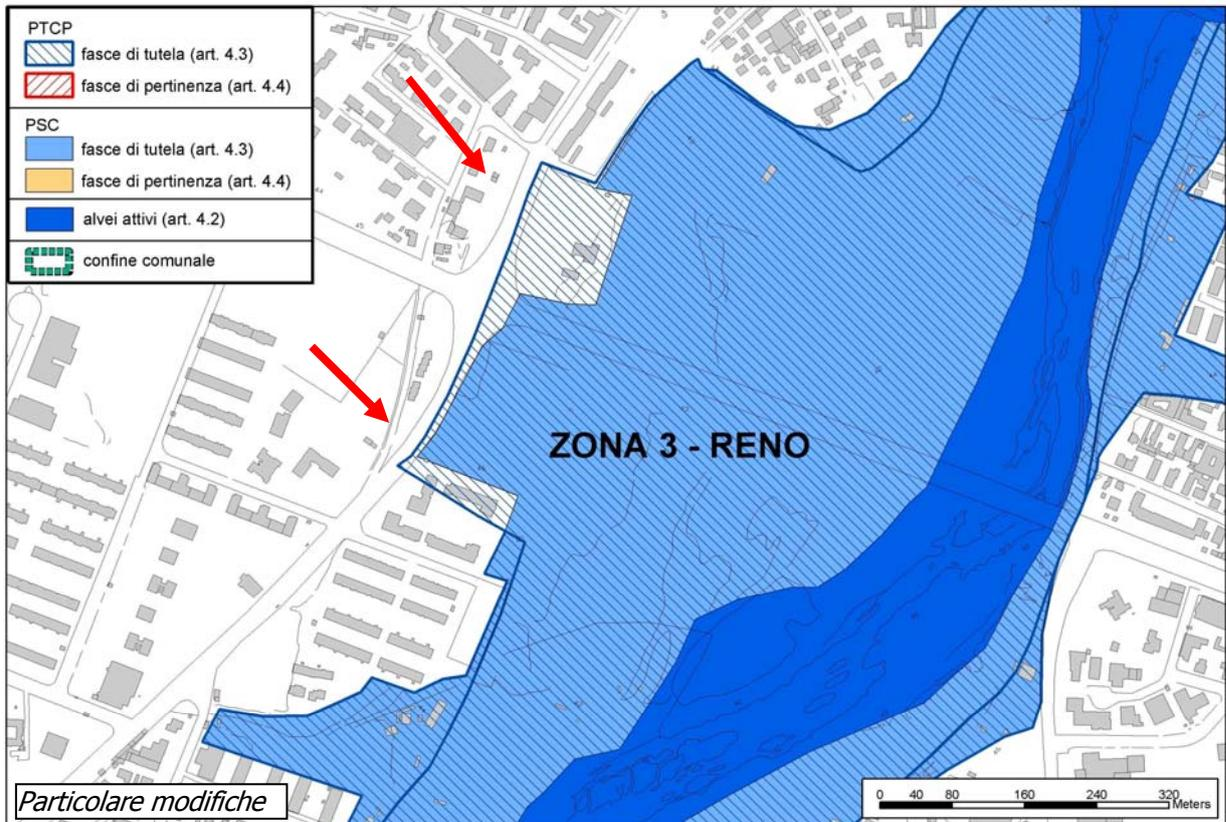 PTCP
fasce di tutela (art. 4.3)
fasce di pertinenza (art. 4.4)
PSC
fasce di tutela (art. 4.3)
fasce di pertinenza (art. 4.4)
alvei attivi (art. 4.2)
confine comunale
ZONA 3 - RENO
Particolare modifiche
0 40 80 160 240 320
Meters